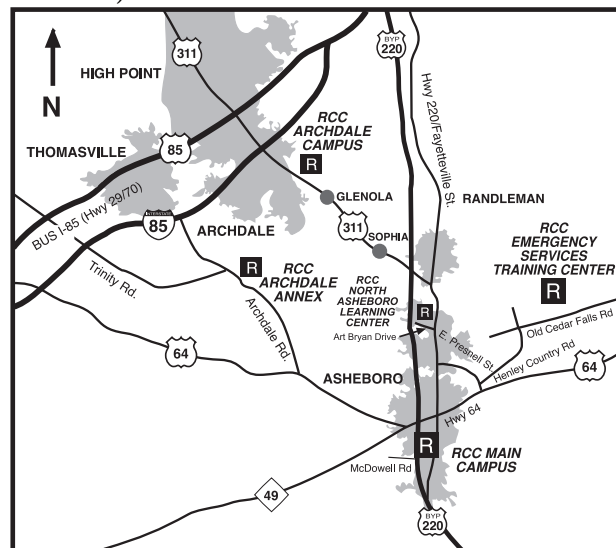 BYP
220
311
HIGH POINT
N
Hwy 220/Fayetteville St.
RCC
ARCHDALE
CAMPUS
R
85
THOMASVILLE
GLENOLA
RANDLEMAN
BUS I-85 (Hwy 29/70)
311
RCC
EMERGENCY
SERVICES
TRAINING CENTER
R
SOPHIA
INTERSTATE
85
ARCHDALE
R
RCC
ARCHDALE
ANNEX
RCC
NORTH
ASHEBORO
LEARNING
CENTER
R
Trinity Rd.
Archdale Rd.
Art Bryan Drive
E. Presnell St.
Old Cedar Falls Rd
Henley Country Rd
64
64
ASHEBORO
Hwy 64
R
RCC MAIN
CAMPUS
McDowell Rd
49
BYP
220